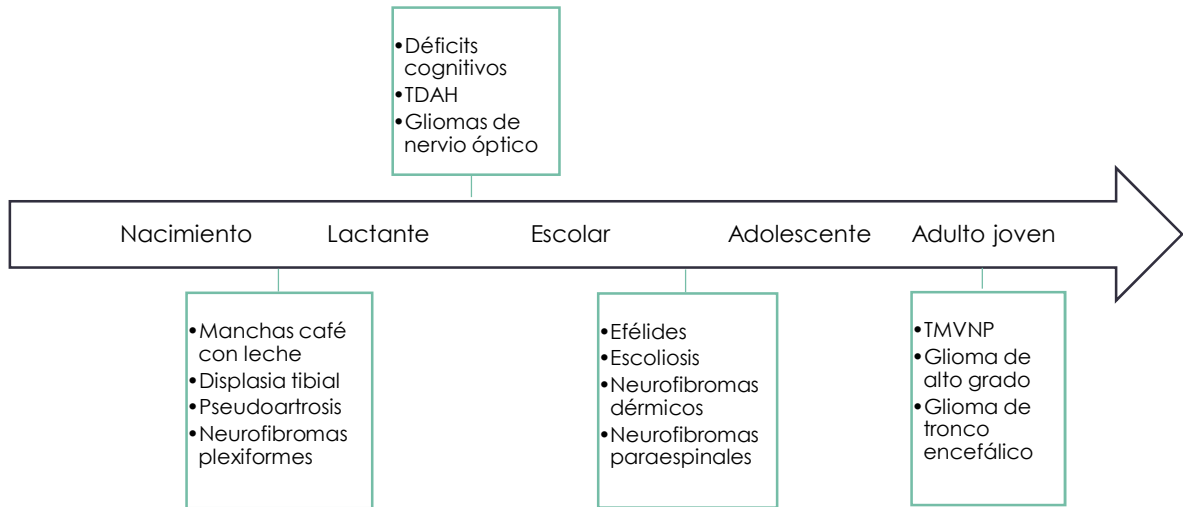 •Déficits
cognitivos
•TDAH
•Gliomas de
nervio óptico
Nacimiento Lactante Escolar Adolescente Adulto joven
•Manchas café
con leche
•Displasia tibial
•Pseudoartrosis
•Neurofibromas
plexiformes
•Efélides
•Escoliosis
•Neurofibromas
dérmicos
•Neurofibromas
paraespinales
•TMVNP
•Glioma de
alto grado
•Glioma de
tronco
encefálico